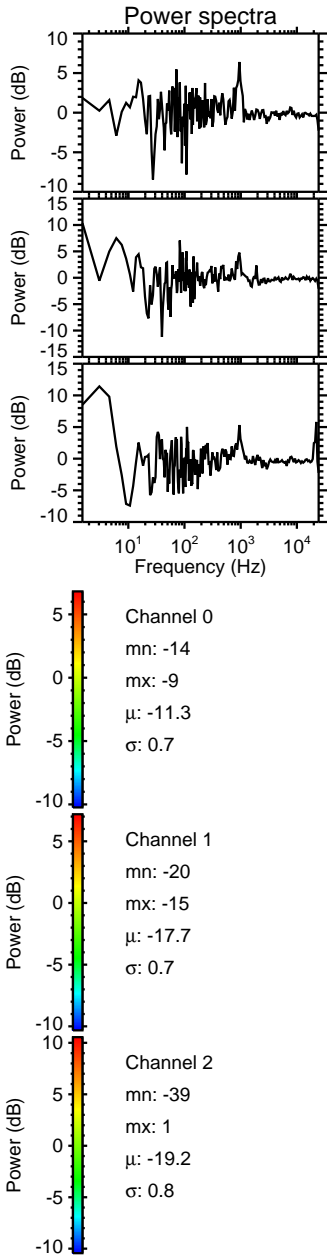 Power spectra
10
5
0
-5
-10
Power (dB)
15
10
5
0
-5
-10
15
Power (dB)
15
10
5
0
-5
-10
Power (dB)
10¹ 10² 10³ 10⁴
Frequency (Hz)
5
0
-5
-10
Power (dB)
Channel 0
mn: -14
mx: -9
μ: -11.3
σ: 0.7
5
0
-5
-10
Power (dB)
Channel 1
mn: -20
mx: -15
μ: -17.7
σ: 0.7
10
5
0
-5
-10
Power (dB)
Channel 2
mn: -39
mx: 1
μ: -19.2
σ: 0.8